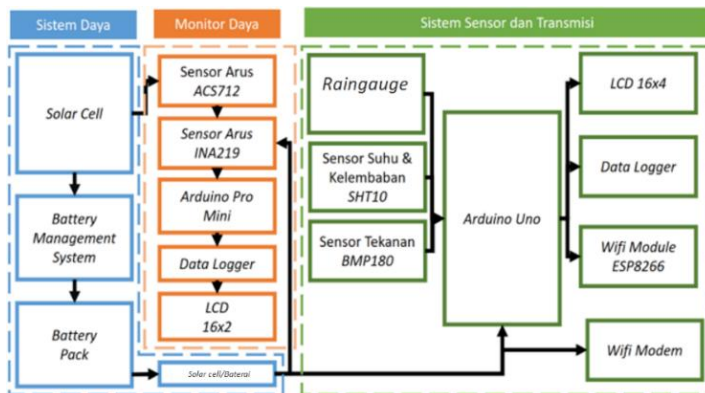 Sistem Daya
Monitor Daya
Sistem Sensor dan Transmisi
Solar Cell
Battery
Management
System
Battery
Pack
Solar cell/Baterai
Sensor Arus
ACS712
Sensor Arus
INA219
Arduino Pro
Mini
Data Logger
LCD
16x2
Raingauge
Sensor Suhu &
Kelembaban
SHT10
Sensor Tekanan
BMP180
Arduino Uno
LCD 16x4
Data Logger
Wifi Module
ESP8266
Wifi Modem